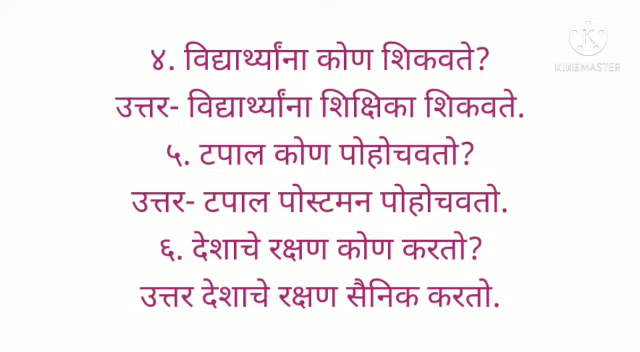 ४. विद्यार्थ्यांना कोण शिकवते?
उत्तर- विद्यार्थ्यांना शिक्षिका शिकवते.
५. टपाल कोण पोहोचवतो?
उत्तर- टपाल पोस्टमन पोहोचवतो.
६. देशाचे रक्षण कोण करतो?
उत्तर देशाचे रक्षण सैनिक करतो.
KINEMASTER